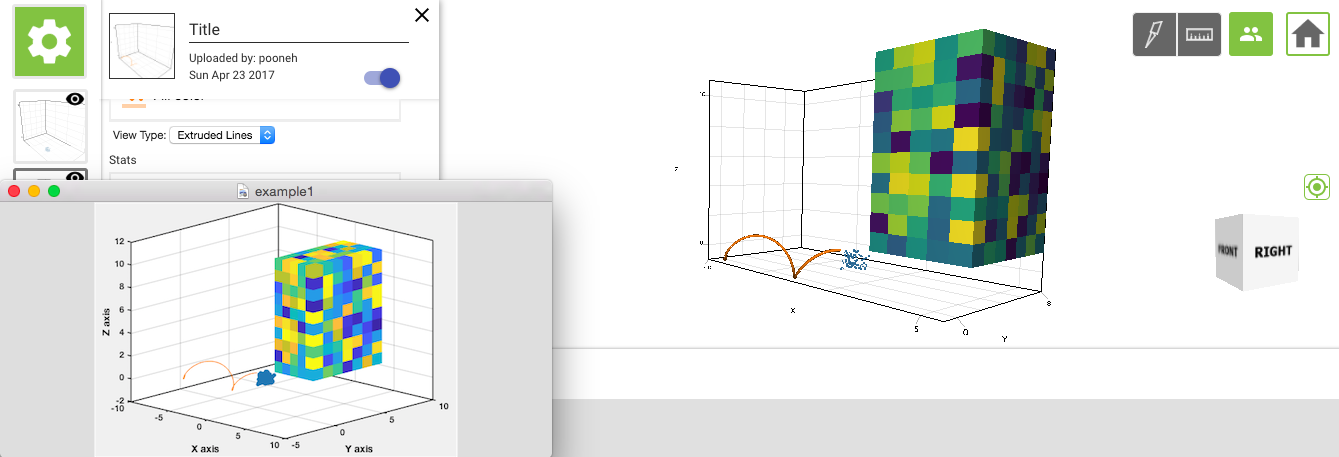 Title
Uploaded by: pooneh
Sun Apr 23 2017
View Type: Extruded Lines
Stats
example1
12
10
8
6
4
2
0
-2
Z axis
-10
-5
0
5
10
X axis
-5
0
5
10
Y axis
X
5
0
Y
8
FRONT
RIGHT